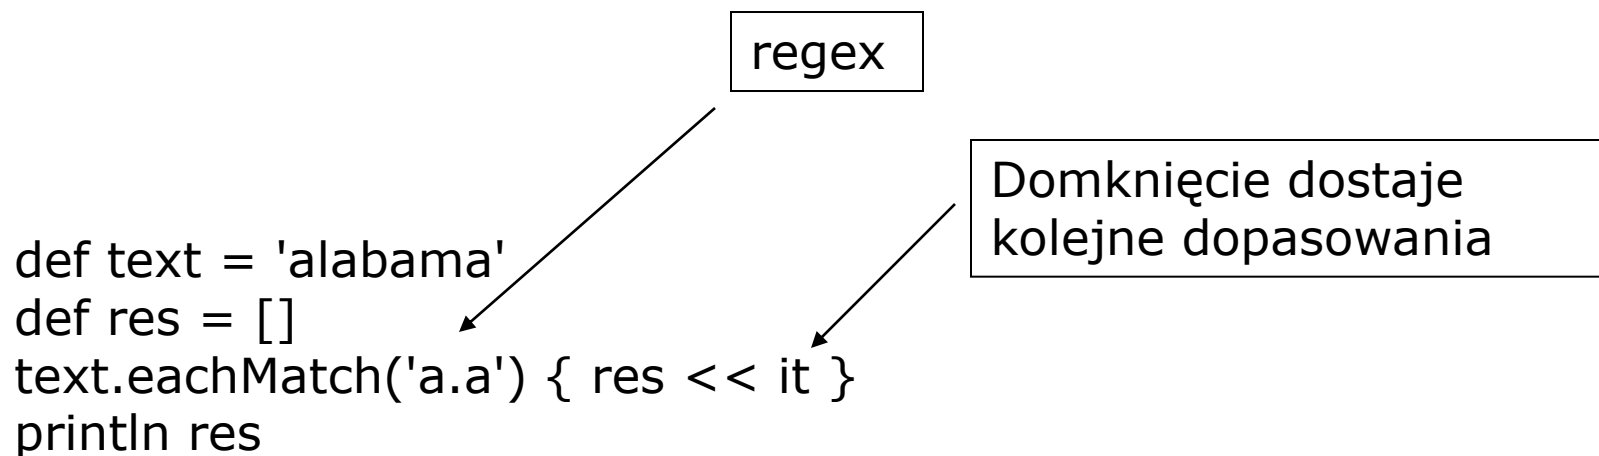 regex
Domknięcie dostaje
kolejne dopasowania
def text = 'alabama'
def res = []
text.eachMatch('a.a') { res << it }
println res